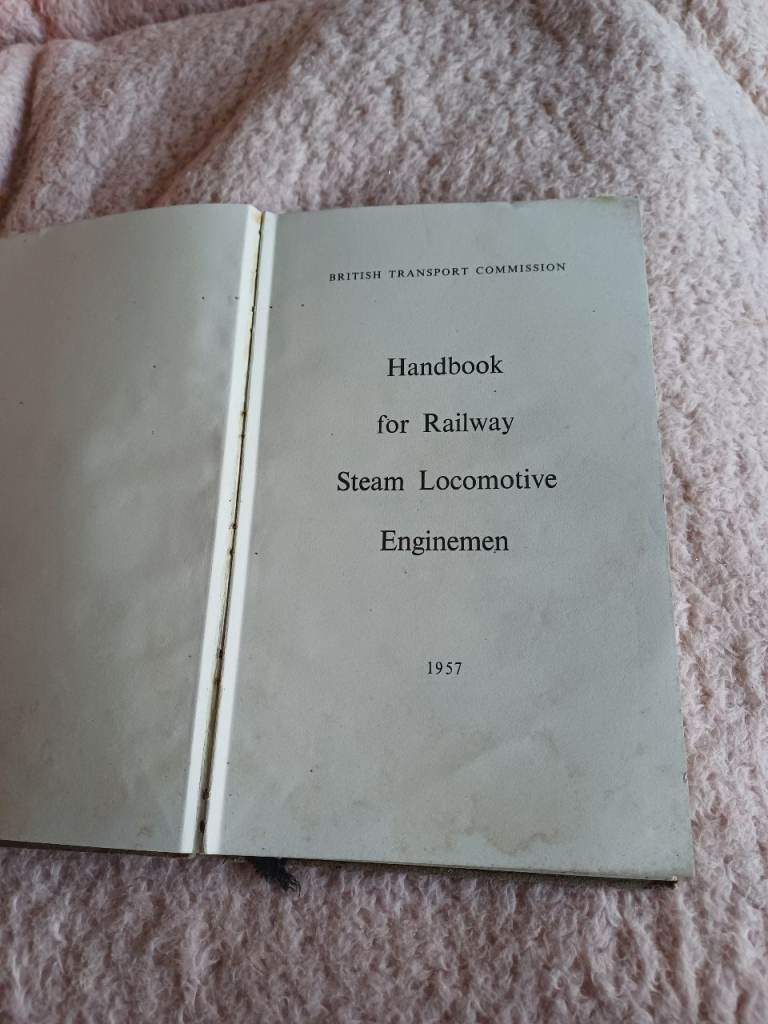 BRITISH TRANSPORT COMMISSION
Handbook
for Railway
Steam Locomotive
Enginemen
1957